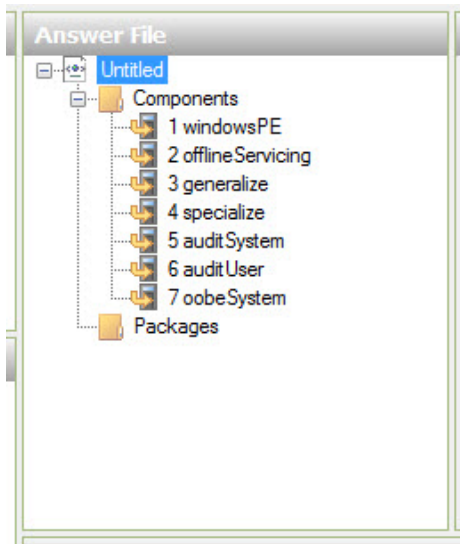 Answer File
Untitled
Components
1 windowsPE
2 offlineServicing
3 generalize
4 specialize
5 auditSystem
6 auditUser
7 oobeSystem
Packages